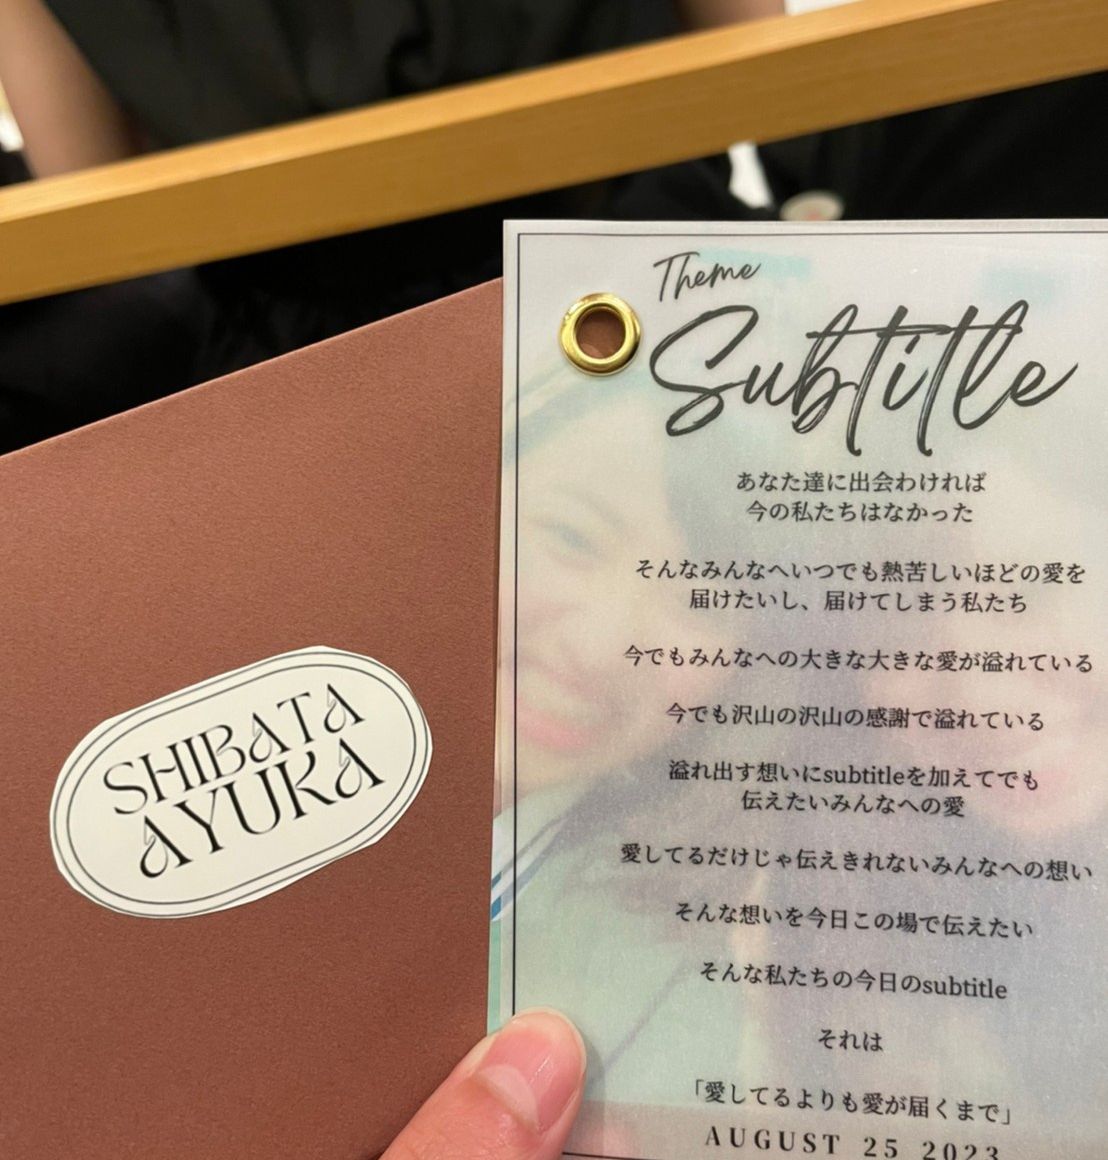 SHIBATA
AYUKA
Theme
Subtitle
あなた達に出会わければ
今の私たちはなかった
そんなみんなへいつでも熱苦しいほどの愛を
届けたいし、届けてしまう私たち
今でもみんなへの大きな大きな愛が溢れている
今でも沢山の沢山の感謝で溢れている
溢れ出す想いにsubtitleを加えてでも
伝えたいみんなへの愛
愛してるだけじゃ伝えきれないみんなへの想い
そんな想いを今日この場で伝えたい
そんな私たちの今日のsubtitle
それは
「愛してるよりも愛が届くまで」
AUGUST 25 2023